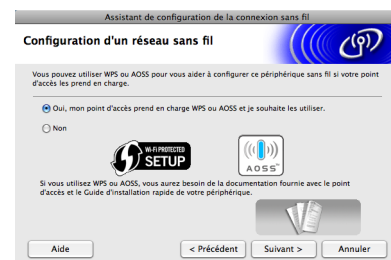 Assistant de configuration de la connexion sans fil
Configuration d'un réseau sans fil
Vous pouvez utiliser WPS ou AOSS pour vous aider à configurer ce périphérique sans fil si votre point
d'accès les prend en charge.
Oui, mon point d'accès prend en charge WPS ou AOSS et je souhaite les utiliser.
Non
WI-FI PROTECTED
SETUP
AOSS™
Si vous utilisez WPS ou AOSS, vous aurez besoin de la documentation fournie avec le point
d'accès et le Guide d'installation rapide de votre périphérique.
Aide
< Précédent
Suivant >
Annuler